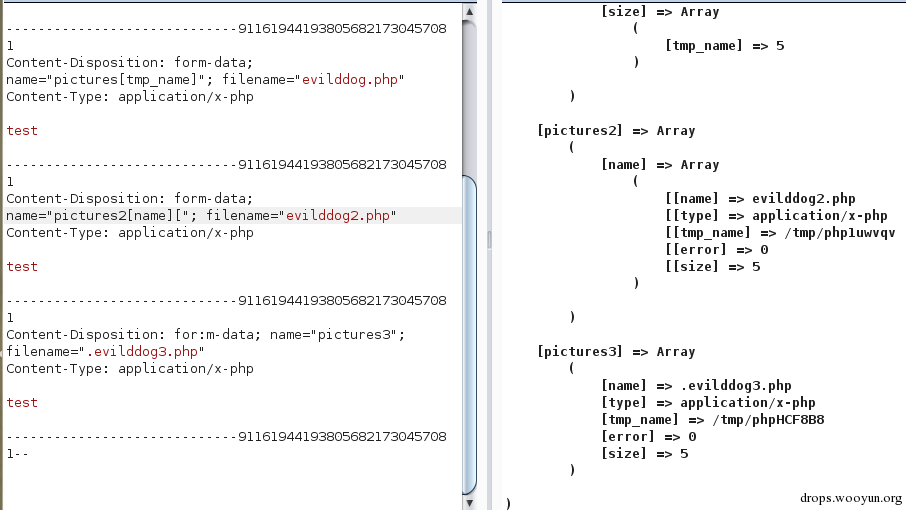 -----------------------------91161944193805682173045708
1
Content-Disposition: form-data;
name="pictures[tmp_name]"; filename="evilddog.php"
Content-Type: application/x-php
test
-----------------------------91161944193805682173045708
1
Content-Disposition: form-data;
name="pictures2[name]["; filename="evilddog2.php"
Content-Type: application/x-php
test
-----------------------------91161944193805682173045708
1
Content-Disposition: for:m-data; name="pictures3";
filename=".evilddog3.php"
Content-Type: application/x-php
test
-----------------------------91161944193805682173045708
1--
[size] => Array
(
[tmp_name] => 5
)
)
[pictures2] => Array
(
[name] => Array
(
[[name] => evilddog2.php
[[type] => application/x-php
[[tmp_name] => /tmp/php1uwvqv
[[error] => 0
[[size] => 5
)
)
[pictures3] => Array
(
[name] => .evilddog3.php
[type] => application/x-php
[tmp_name] => /tmp/phpHCF8B8
[error] => 0
[size] => 5
)
)
drops.wooyun.org